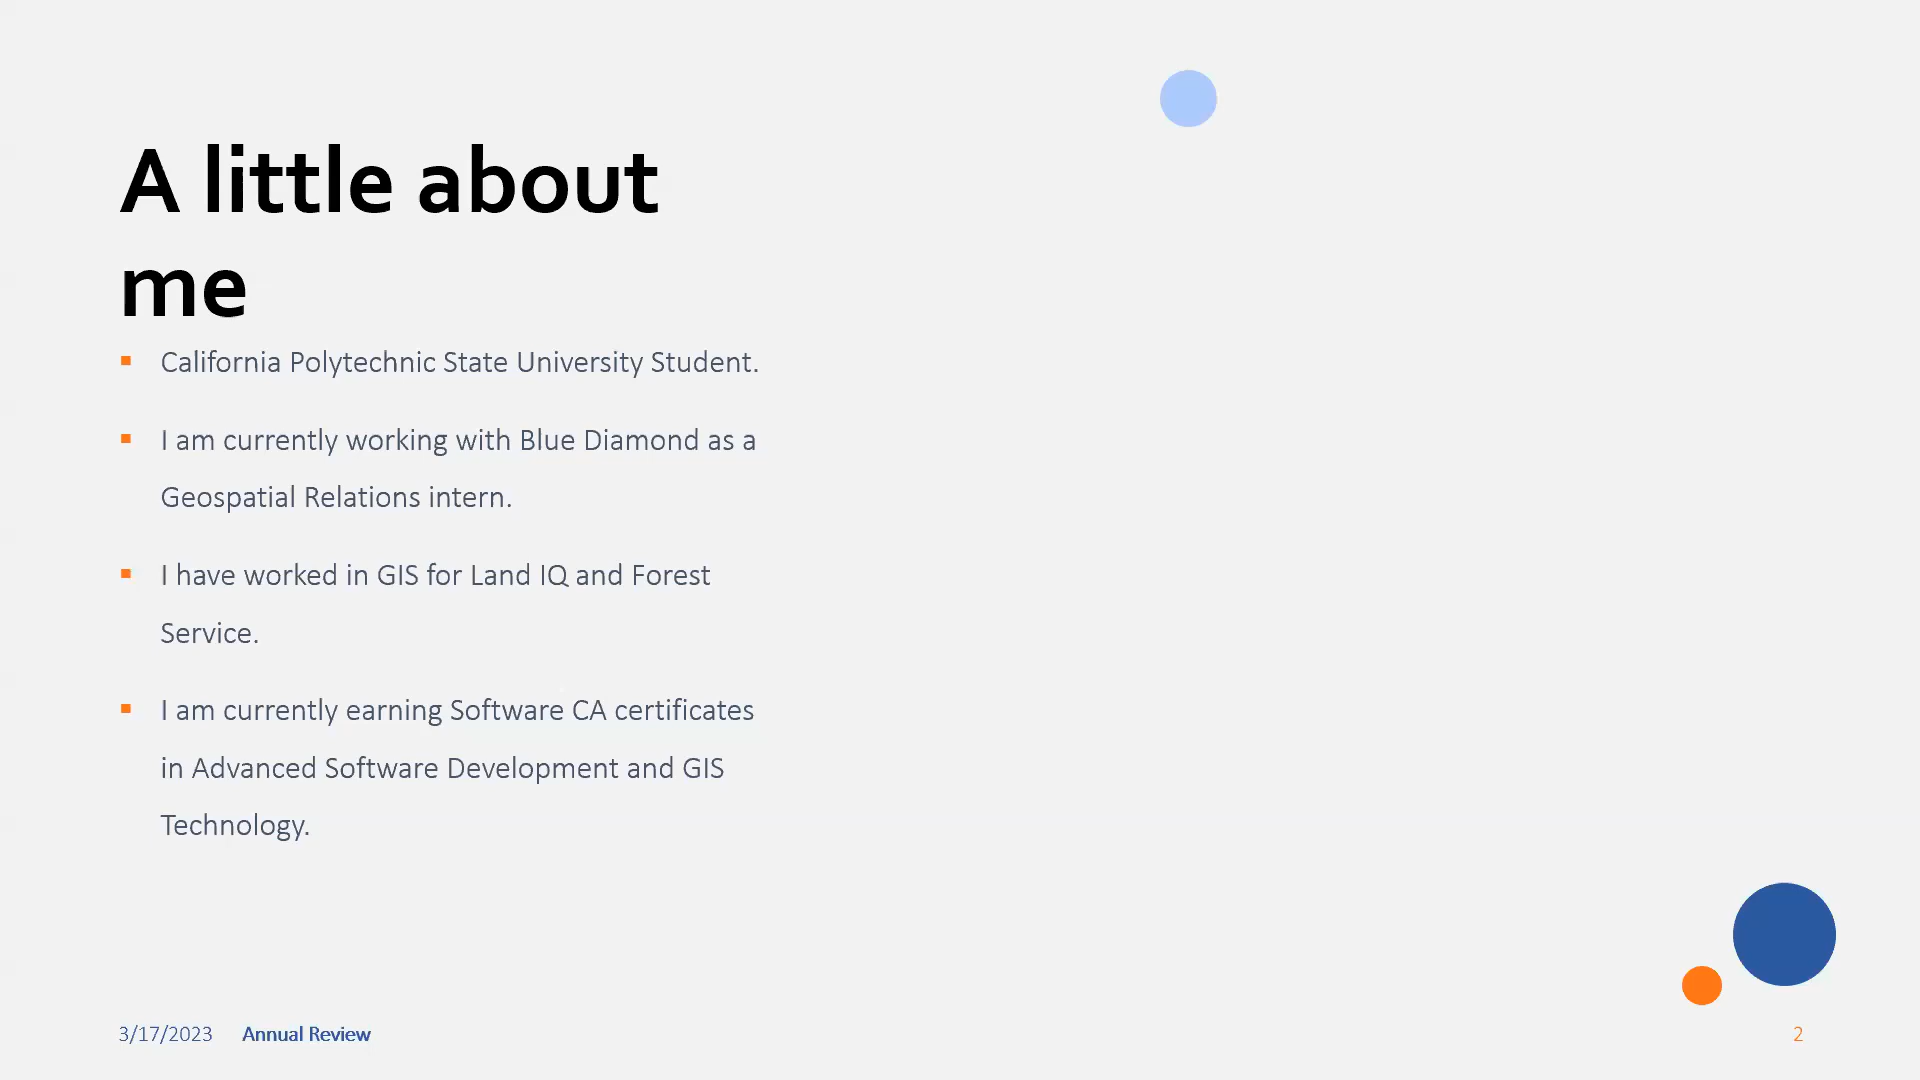 A little about
me
California Polytechnic State University Student.
I am currently working with Blue Diamond as a
Geospatial Relations intern.
I have worked in GIS for Land IQ and Forest
Service.
I am currently earning Software CA certificates
in Advanced Software Development and GIS
Technology.
3/17/2023 Annual Review 2